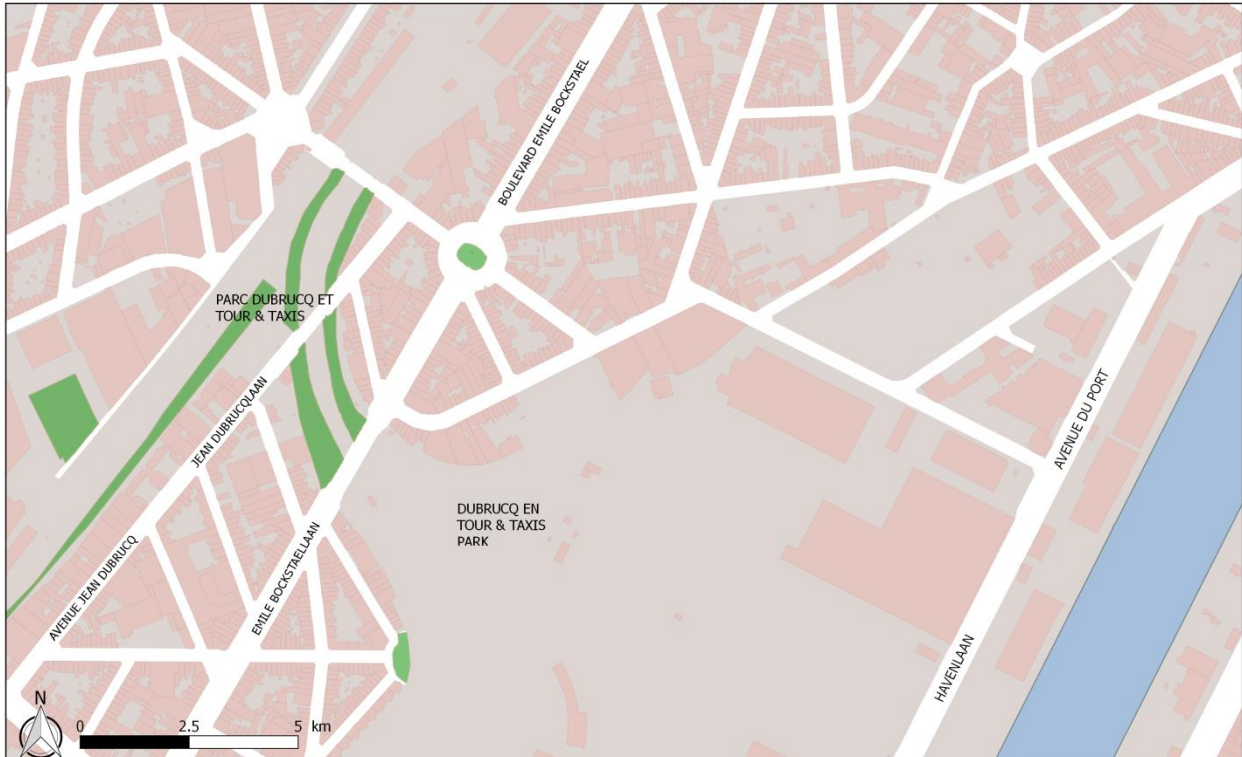 BOULEVARD EMILE BOCKSTAEL
PARC DUBRUCQ ET
TOUR & TAXIS
JEAN DUBRUCQLAAN
AVENUE DU PORT
DUBRUCQ EN
TOUR & TAXIS
PARK
AVENUE JEAN DUBRUCQ
EMILE BOCKSTAELLAAN
HAVENLAAN
N
0 2.5 5 km